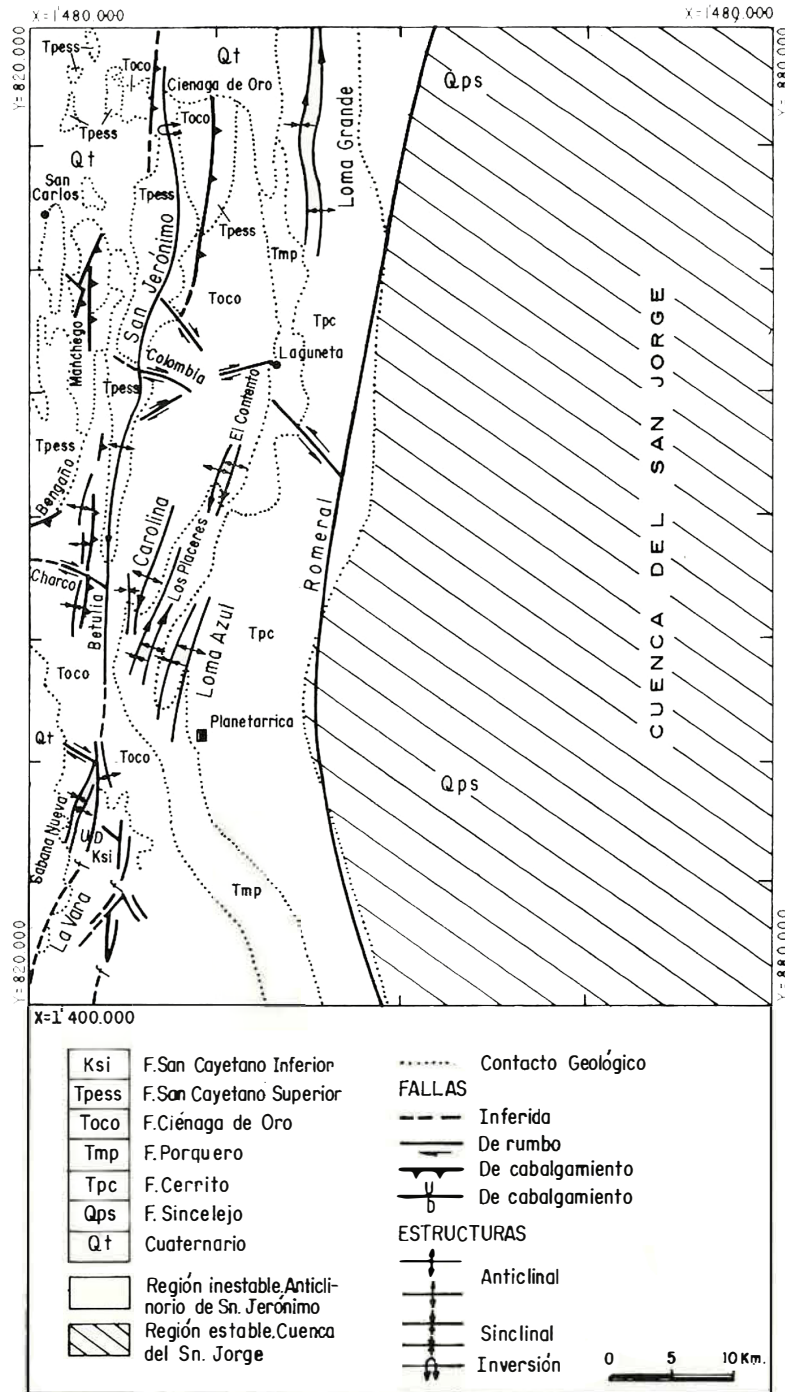 X=1'480.000
X=1'480.000
Y=820.000
Y=880.000
Tpess
Toco
Qt
Ciénaga de Oro
Toco
Tpess
Qt
San
Carlos
Tpess
Tpess
San Jerónimo
Loma Grande
Qps
Tmp
Toco
Tpc
Manchego
Colombia
Laguneta
Tpess
El Contento
Tpess
Bengaño
Carolina
Los Placeres
Romeral
CUENCA DEL SAN JORGE
Charco
Betulia
Loma Azul
Tpc
Toco
Planetarrica
Qt
Toco
Qps
Sabana Nueva
U D
Ksi
f
f
La Vara
Tmp
f
Y=820.000
Y=880.000
X=1'400.000
Ksi F. San Cayetano Inferior
Tpess F. San Cayetano Superior
Toco F. Ciénaga de Oro
Tmp F. Porquero
Tpc F. Cerrito
Qps F. Sincelejo
Qt Cuaternario
Región inestable. Anticli-
norio de Sn. Jerónimo
Región estable. Cuenca
del Sn. Jorge
Contacto Geológico
FALLAS
Inferida
De rumbo
De cabalgamiento
U
D
De cabalgamiento
ESTRUCTURAS
Anticlinal
Sinclinal
Inversión
0 5 10 Km.